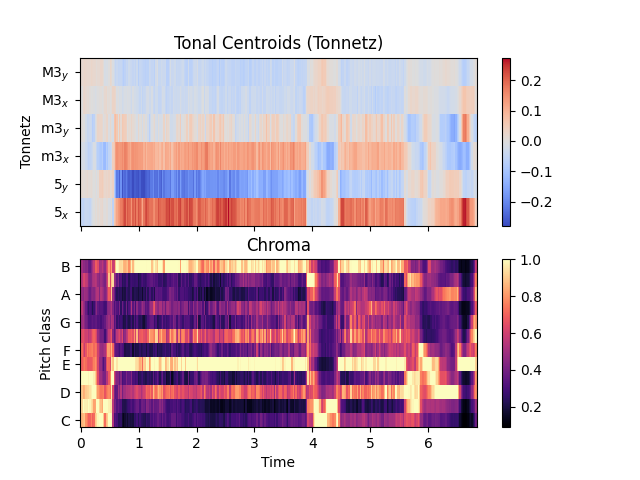 Tonal Centroids (Tonnetz)
M3y
M3x
m3y
m3x
5y
5x
Tonnetz
0.2
0.1
0.0
−0.1
−0.2
Chroma
B
A
G
F
E
D
C
Pitch class
0 1 2 3 4 5 6
Time
1.0
0.8
0.6
0.4
0.2